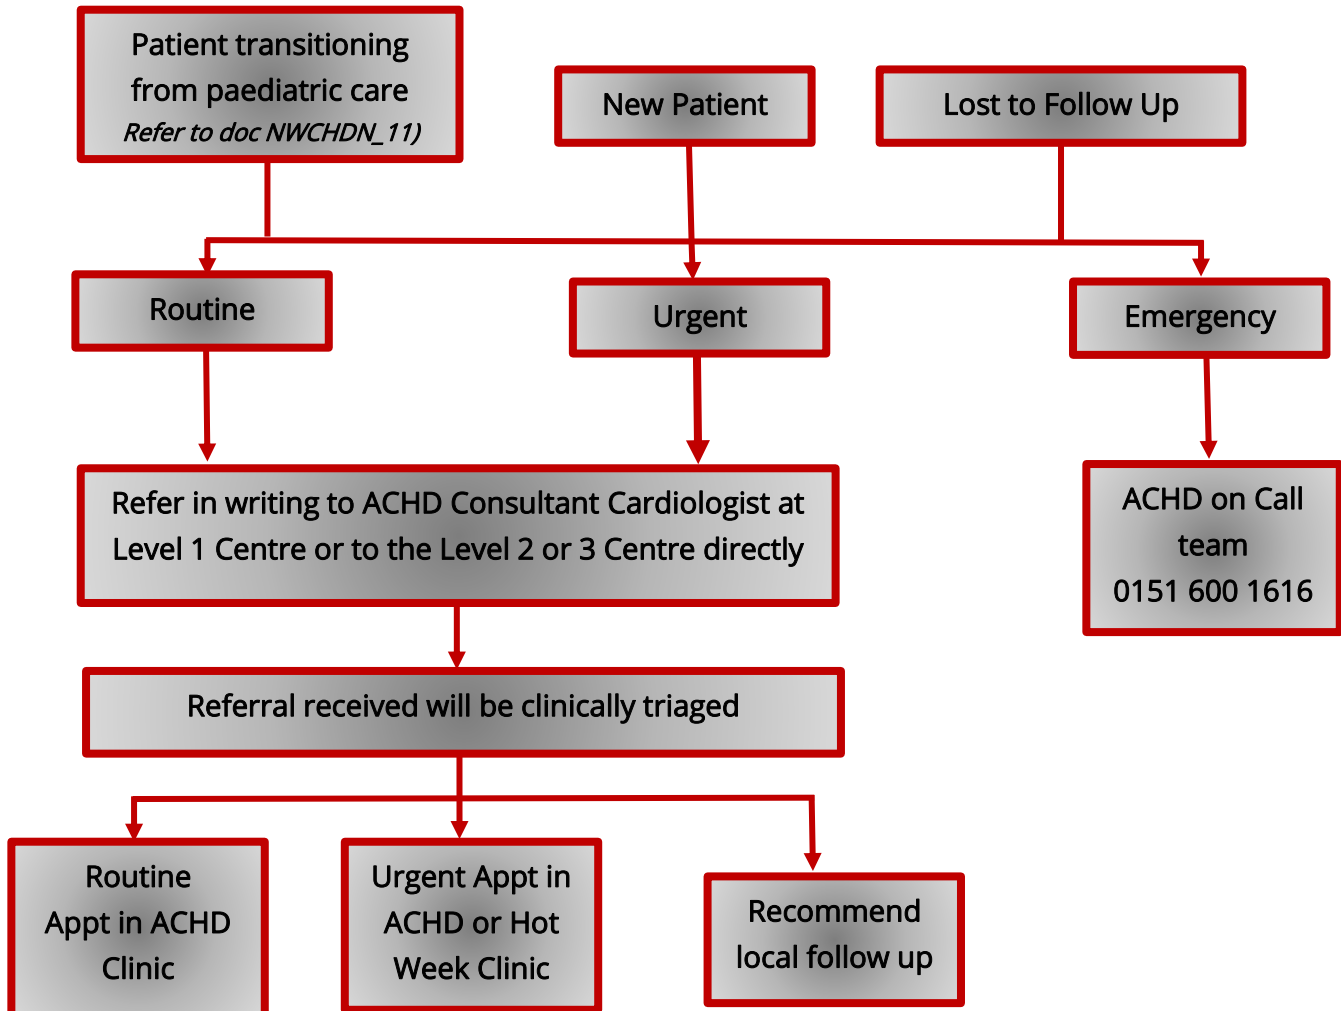 Patient transitioning
from paediatric care
Refer to doc NWCHDN_11)
New Patient
Lost to Follow Up
Routine
Urgent
Emergency
Refer in writing to ACHD Consultant Cardiologist at
Level 1 Centre or to the Level 2 or 3 Centre directly
ACHD on Call
team
0151 600 1616
Referral received will be clinically triaged
Routine
Appt in ACHD
Clinic
Urgent Appt in
ACHD or Hot
Week Clinic
Recommend
local follow up